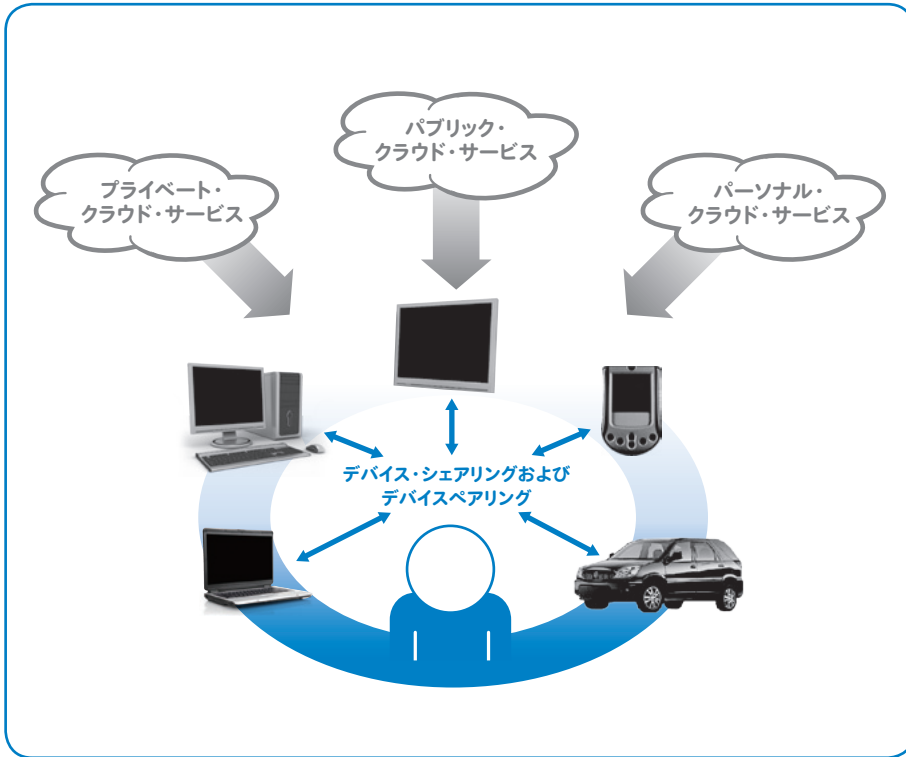 パブリック・
クラウド・サービス
プライベート・
クラウド・サービス
パーソナル・
クラウド・サービス
デバイス・シェアリングおよび
デバイスペアリング